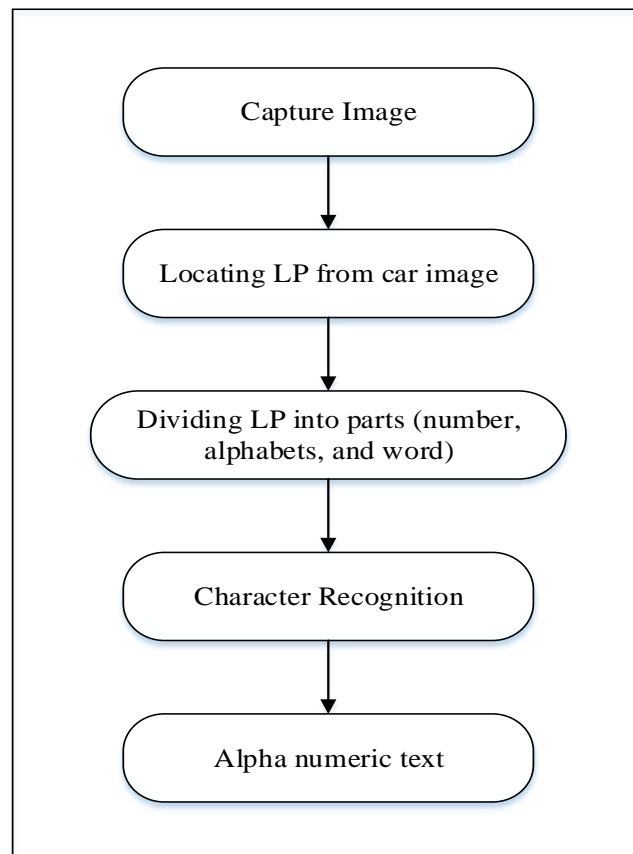 Capture Image
Locating LP from car image
Dividing LP into parts (number,
alphabets, and word)
Character Recognition
Alpha numeric text